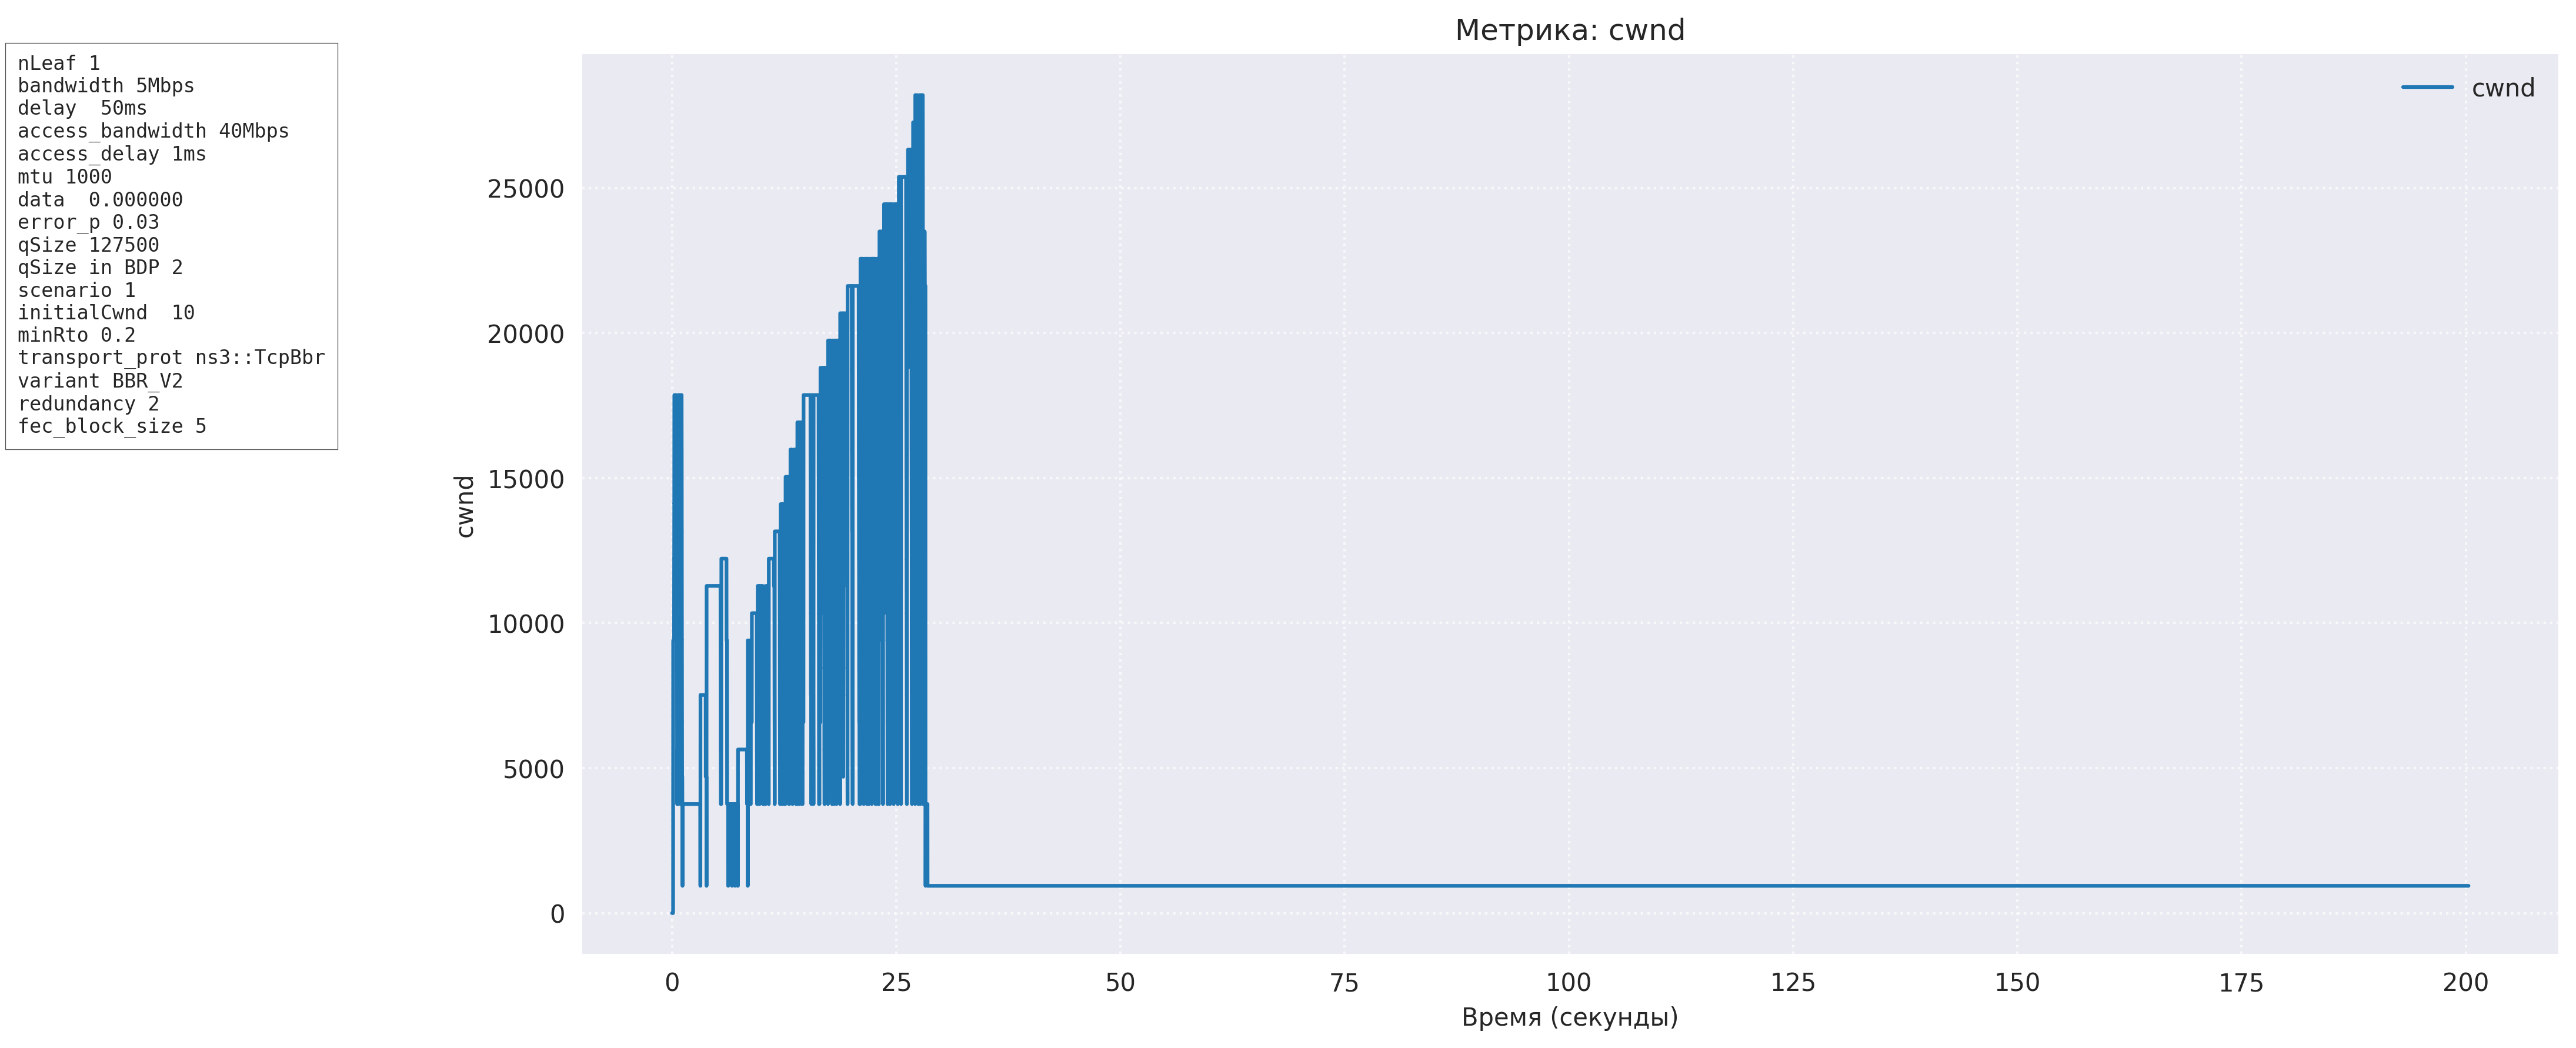 Метрика: cwnd
nLeaf 1
bandwidth 5Mbps
delay  50ms
access_bandwidth 40Mbps
access_delay 1ms
mtu 1000
data  0.000000
error_p 0.03
qSize 127500
qSize in BDP 2
scenario 1
initialCwnd  10
minRto 0.2
transport_prot ns3::TcpBbr
variant BBR_V2
redundancy 2
fec_block_size 5
cwnd
cwnd
25000
20000
15000
10000
5000
0
0 25 50 75 100 125 150 175 200
Время (секунды)